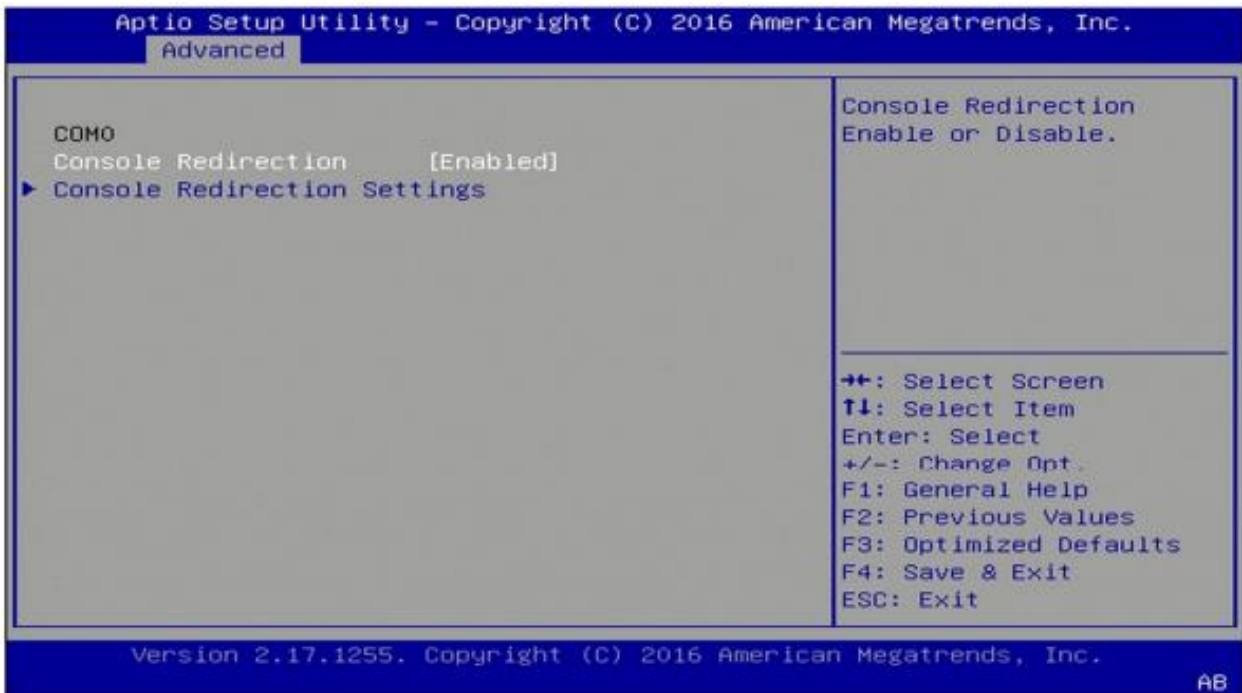 Aptio Setup Utility – Copyright (C) 2016 American Megatrends, Inc.
Advanced
COM0
Console Redirection [Enabled]
▶ Console Redirection Settings
Console Redirection
Enable or Disable.
→←: Select Screen
↑↓: Select Item
Enter: Select
+/-: Change Opt.
F1: General Help
F2: Previous Values
F3: Optimized Defaults
F4: Save & Exit
ESC: Exit
Version 2.17.1255. Copyright (C) 2016 American Megatrends, Inc.
AB